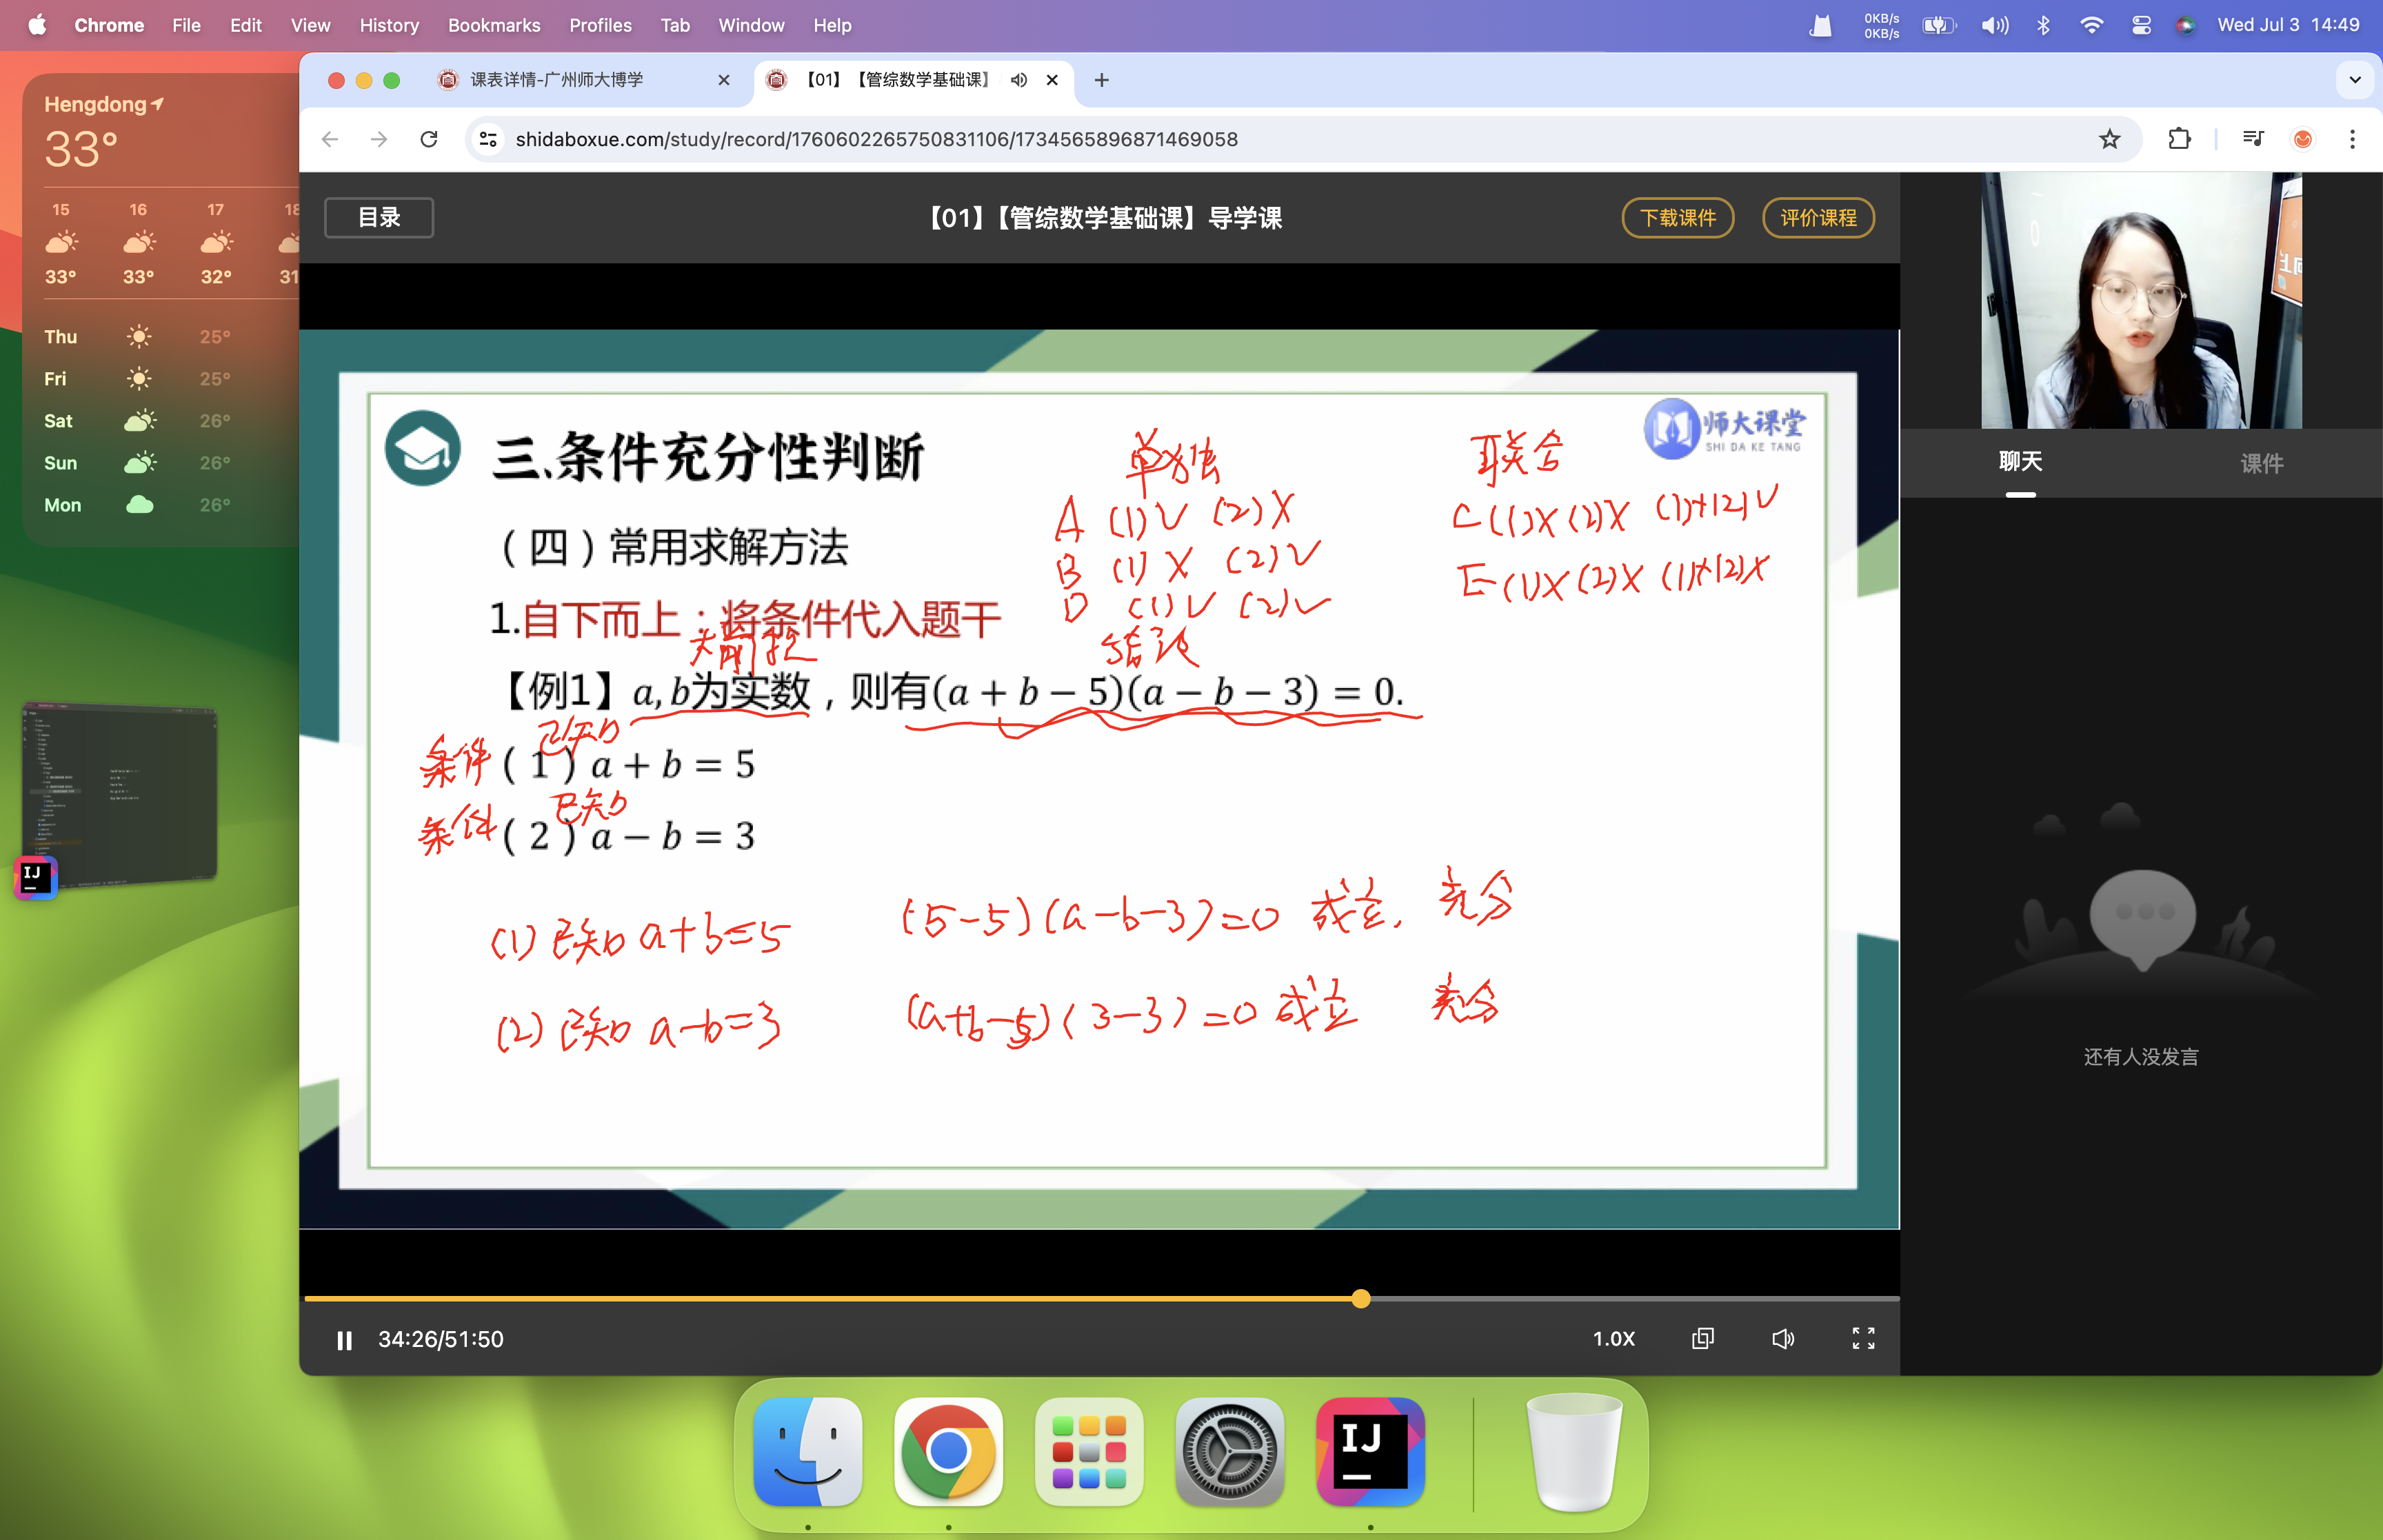 Chrome File Edit View History Bookmarks Profiles Tab Window Help 0KB/s 0KB/s Wed Jul 3 14:49
Hengdong
33°
15 16 17 18
33° 33° 32° 31
Thu 25°
Fri 25°
Sat 26°
Sun 26°
Mon 26°
IJ
课表详情-广州师大博学 【01】【管综数学基础课】
shidaboxue.com/study/record/1760602265750831106/1734565896871469058
目录 【01】【管综数学基础课】导学课 下载课件 评价课程
师大课堂
SHI DA KE TANG
三.条件充分性判断
单独 联合
A (1)√ (2)X C (1)X (2)X (1)+(2)√
(四)常用求解方法
B (1)X (2)√ E (1)X (2)X (1)+(2)X
D (1)√ (2)√
1.自下而上:将条件代入题干
大前提 结论
【例1】a,b为实数,则有(a+b−5)(a−b−3)=0.
已知
条件(1)a+b=5
已知
条件(2)a−b=3
(1)已知 a+b=5 (5-5)(a-b-3)=0 成立, 充分
(2)已知 a-b=3 (a+b-5)(3-3)=0 成立 充分
34:26/51:50 1.0X
聊天 课件
还有人没发言
IJ